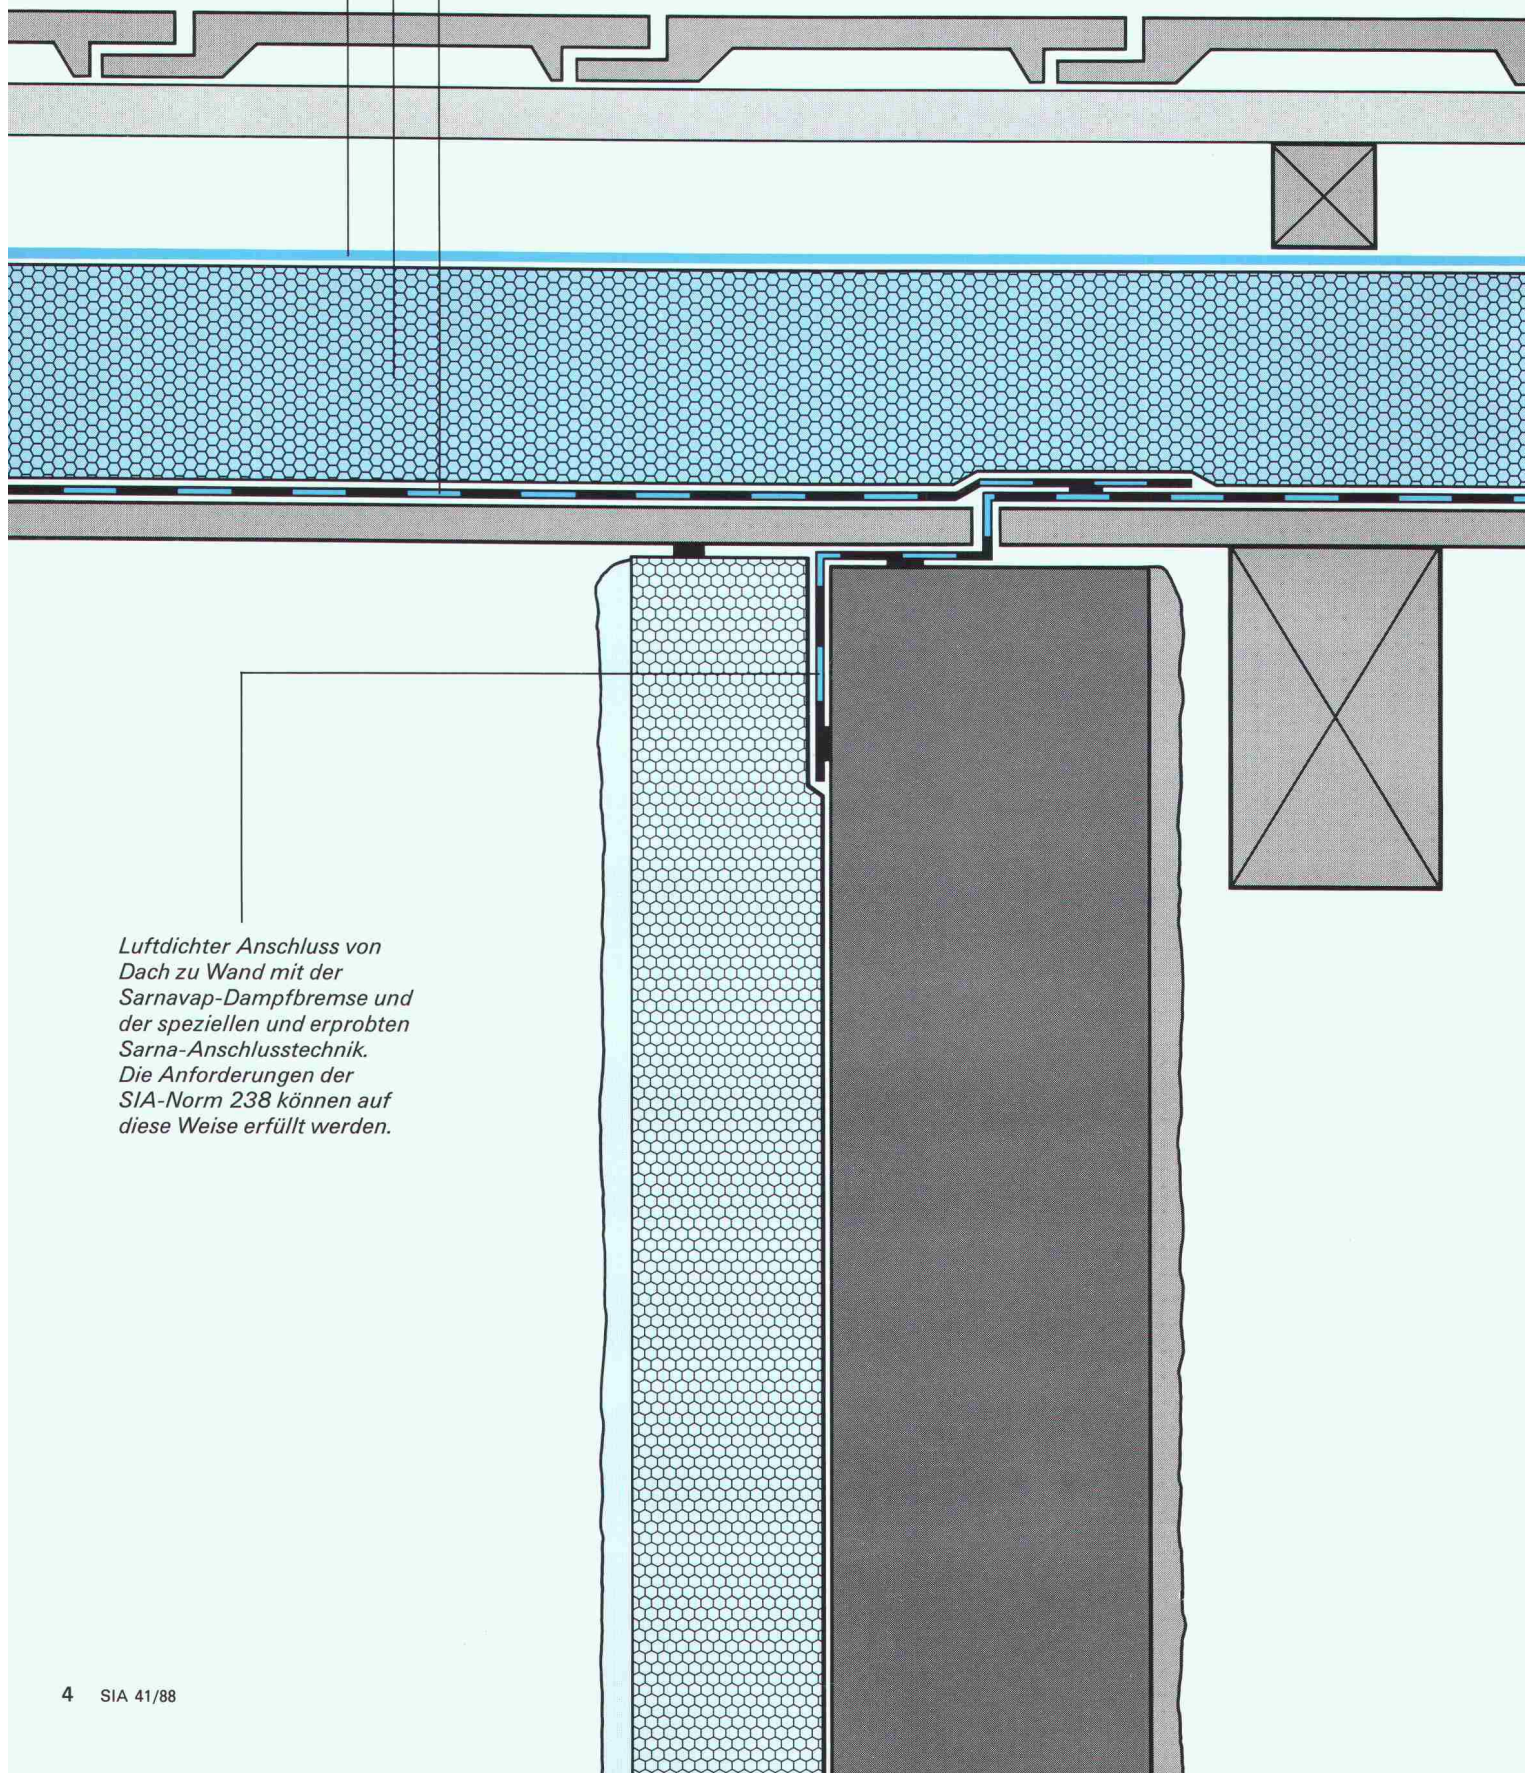 Luftdichter Anschluss von
Dach zu Wand mit der
Sarnavap-Dampfbremse und
der speziellen und erprobten
Sarna-Anschlusstechnik.
Die Anforderungen der
SIA-Norm 238 können auf
diese Weise erfüllt werden.
4 SIA 41/88